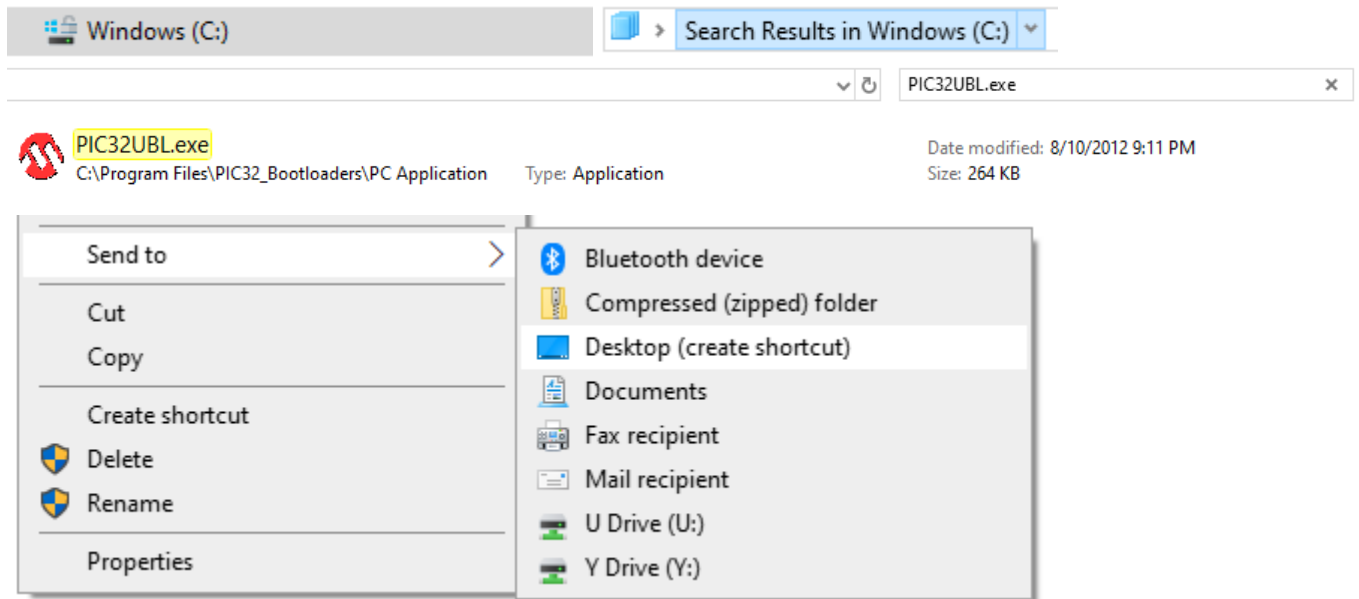 Windows (C:)
Search Results in Windows (C:)
PIC32UBL.exe
PIC32UBL.exe
C:\Program Files\PIC32_Bootloaders\PC Application
Type: Application
Date modified: 8/10/2012 9:11 PM
Size: 264 KB
Send to
Cut
Copy
Create shortcut
Delete
Rename
Properties
Bluetooth device
Compressed (zipped) folder
Desktop (create shortcut)
Documents
Fax recipient
Mail recipient
U Drive (U:)
Y Drive (Y:)